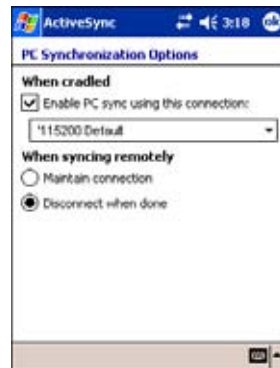 ActiveSync 3:18 ok
PC Synchronization Options
When cradled
Enable PC sync using this connection:
'115200 Default
When syncing remotely
Maintain connection
Disconnect when done